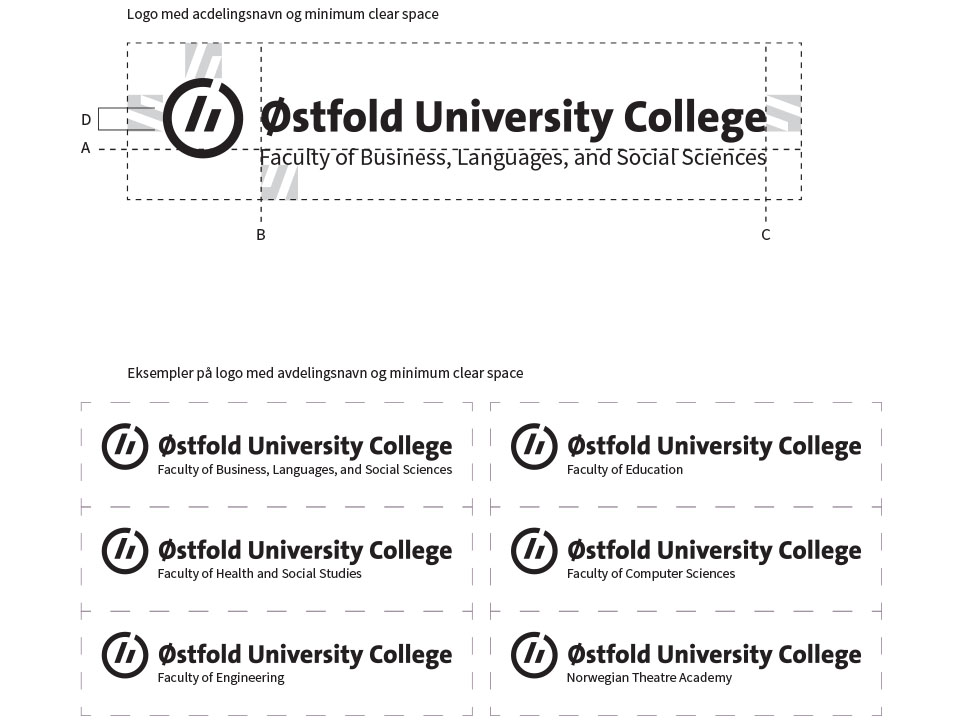 Logo med acdelingsnavn og minimum clear space
Østfold University College
D
A
Faculty of Business, Languages, and Social Sciences
B
C
Eksempler på logo med avdelingsnavn og minimum clear space
Østfold University College
Faculty of Business, Languages, and Social Sciences
Østfold University College
Faculty of Education
Østfold University College
Faculty of Health and Social Studies
Østfold University College
Faculty of Computer Sciences
Østfold University College
Faculty of Engineering
Østfold University College
Norwegian Theatre Academy